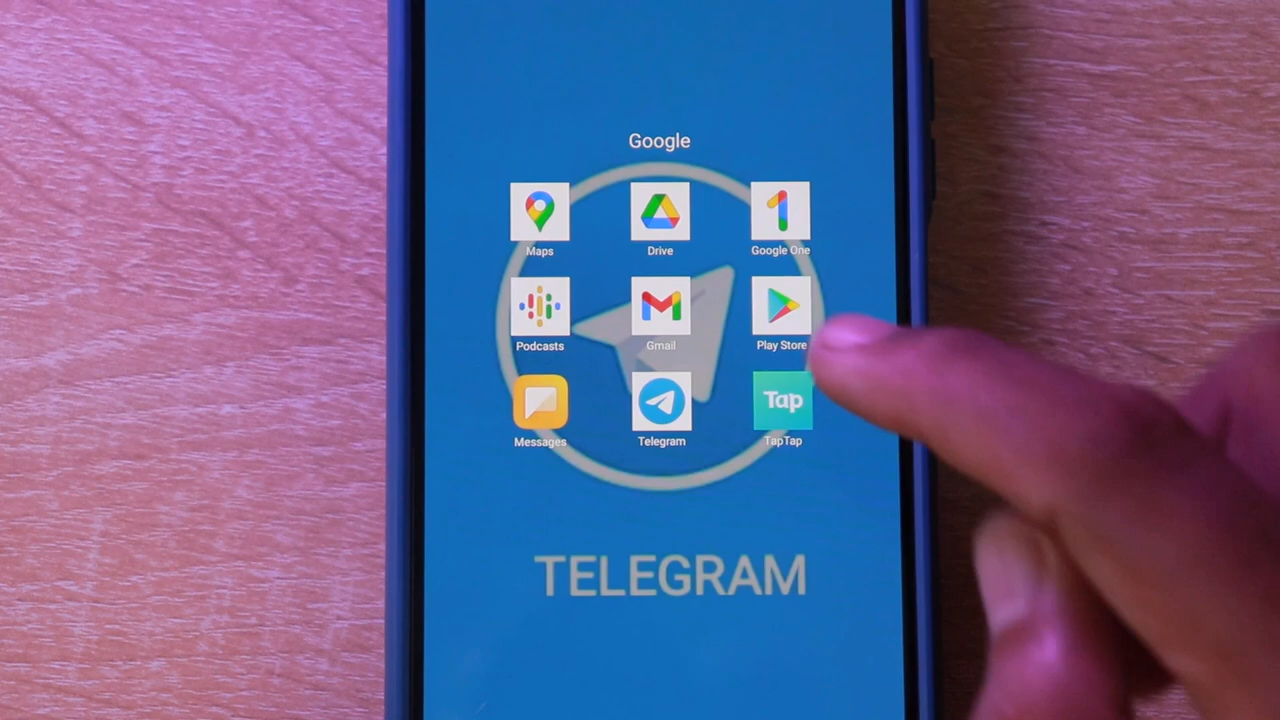 Google
Maps
Drive
Google One
Podcasts
Gmail
Play Store
Tap
Messages
Telegram
TapTap
TELEGRAM